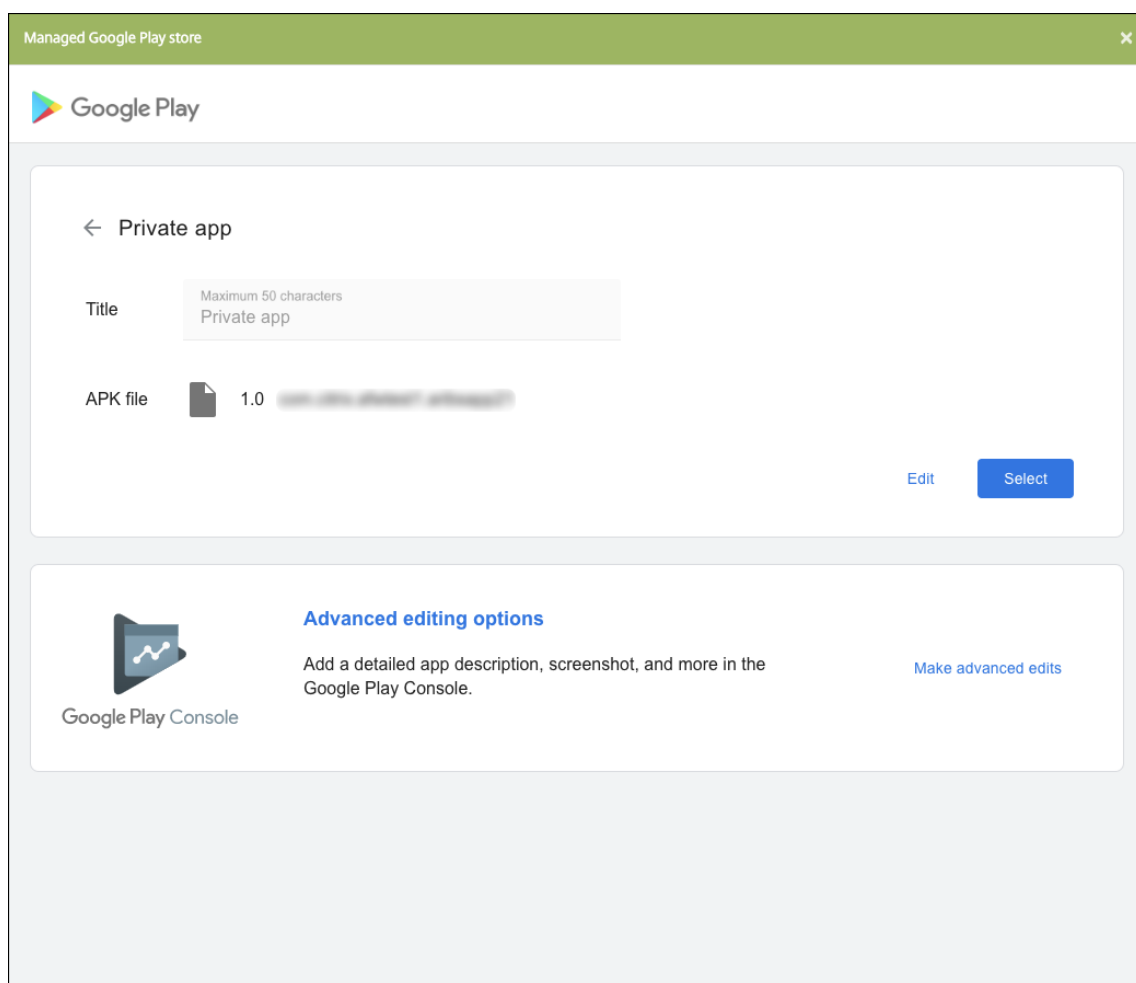 Managed Google Play store
Google Play
Private app
Title
Maximum 50 characters
Private app
APK file 1.0
Edit Select
Advanced editing options
Add a detailed app description, screenshot, and more in the
Google Play Console.
Make advanced edits
Google Play Console